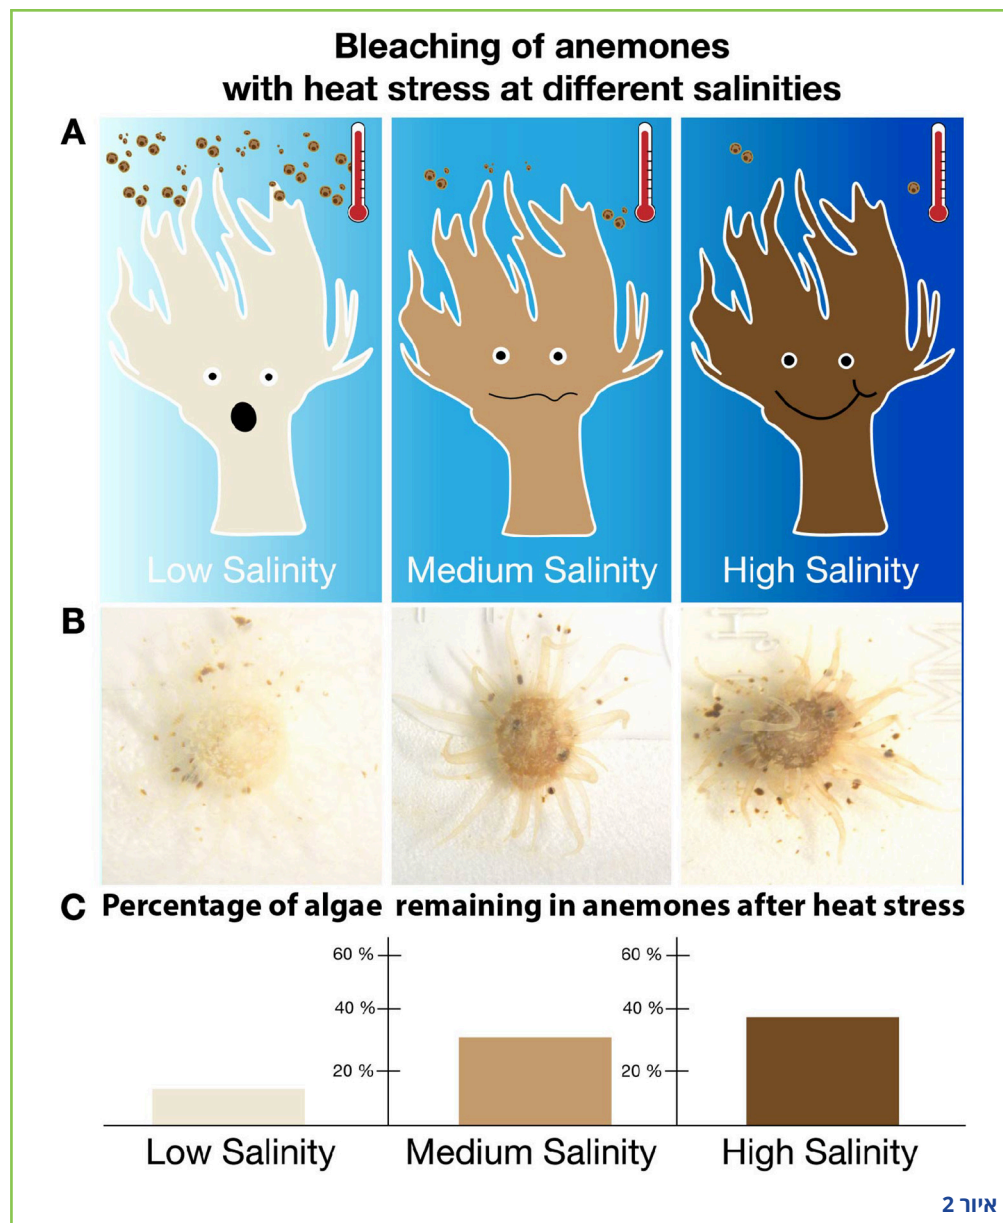 Bleaching of anemones
with heat stress at different salinities
A
Low Salinity
Medium Salinity
High Salinity
B
C Percentage of algae remaining in anemones after heat stress
60 %
40 %
20 %
60 %
40 %
20 %
Low Salinity
Medium Salinity
High Salinity
איור 2